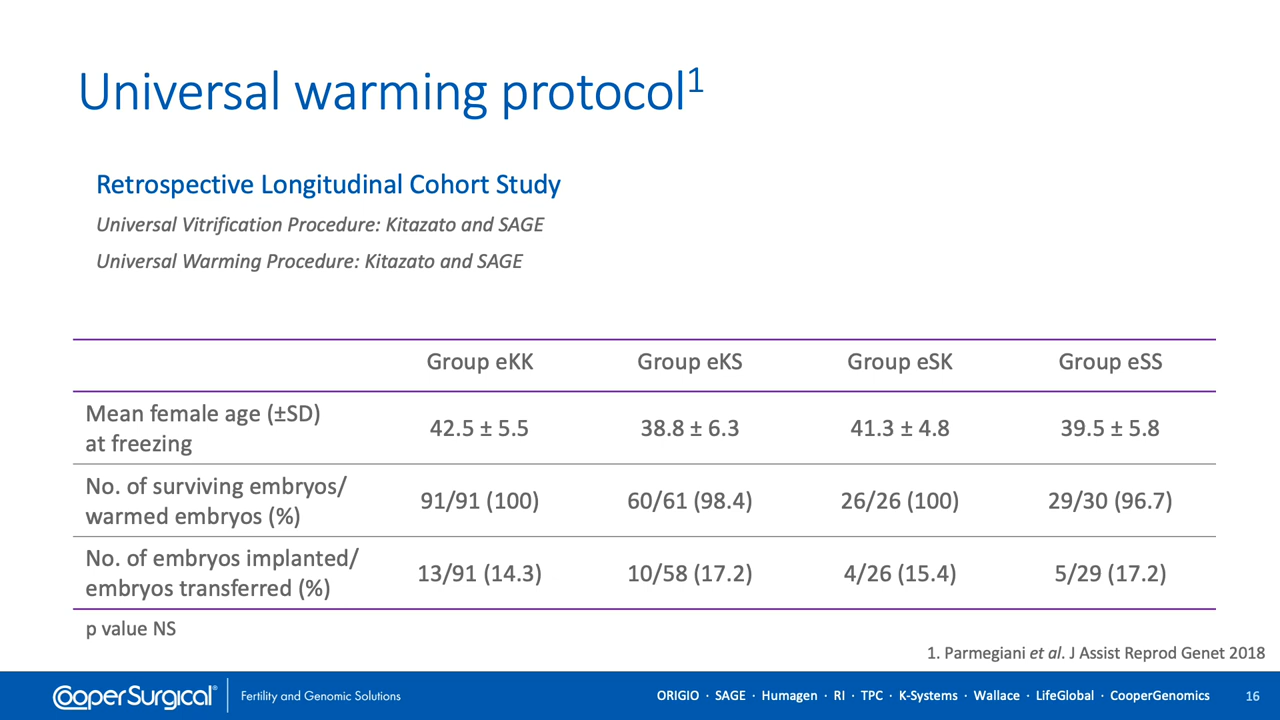 Universal warming protocol1
Retrospective Longitudinal Cohort Study
Universal Vitrification Procedure: Kitazato and SAGE
Universal Warming Procedure: Kitazato and SAGE
Group eKK Group eKS Group eSK Group eSS
Mean female age (±SD)
at freezing
42.5 ± 5.5 38.8 ± 6.3 41.3 ± 4.8 39.5 ± 5.8
No. of surviving embryos/
warmed embryos (%)
91/91 (100) 60/61 (98.4) 26/26 (100) 29/30 (96.7)
No. of embryos implanted/
embryos transferred (%)
13/91 (14.3) 10/58 (17.2) 4/26 (15.4) 5/29 (17.2)
p value NS
1. Parmegiani et al. J Assist Reprod Genet 2018
CooperSurgical® Fertility and Genomic Solutions ORIGIO · SAGE · Humagen · RI · TPC · K-Systems · Wallace · LifeGlobal · CooperGenomics 16